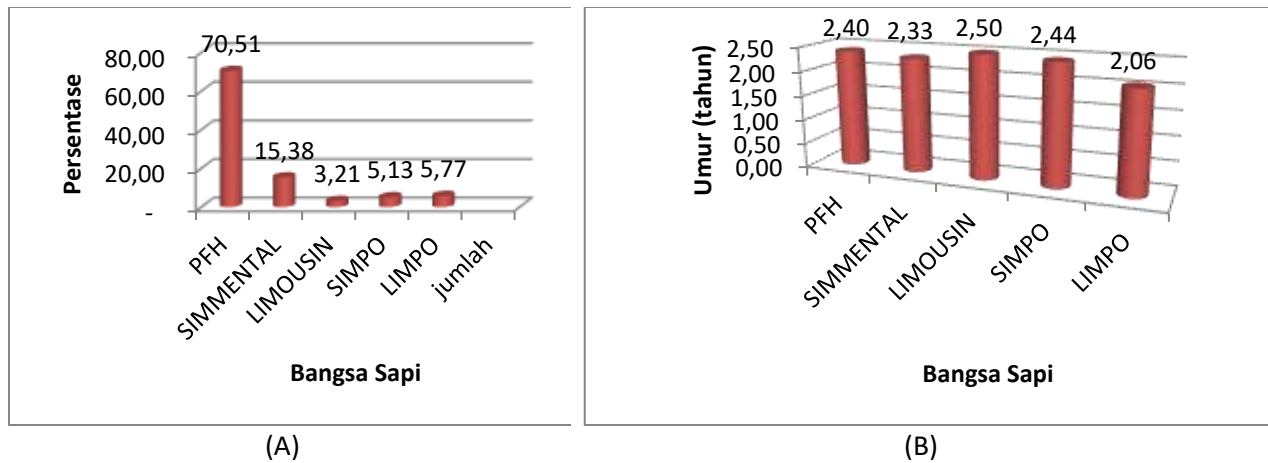 70,51
80,00
60,00
40,00
20,00
-
15,38
3,21
5,13
5,77
Persentase
PFH
SIMMENTAL
LIMOUSIN
SIMPO
LIMPO
jumlah
Bangsa Sapi
(A)
2,40
2,33
2,50
2,44
2,06
2,50
2,00
1,50
1,00
0,50
0,00
Umur (tahun)
PFH
SIMMENTAL
LIMOUSIN
SIMPO
LIMPO
Bangsa Sapi
(B)